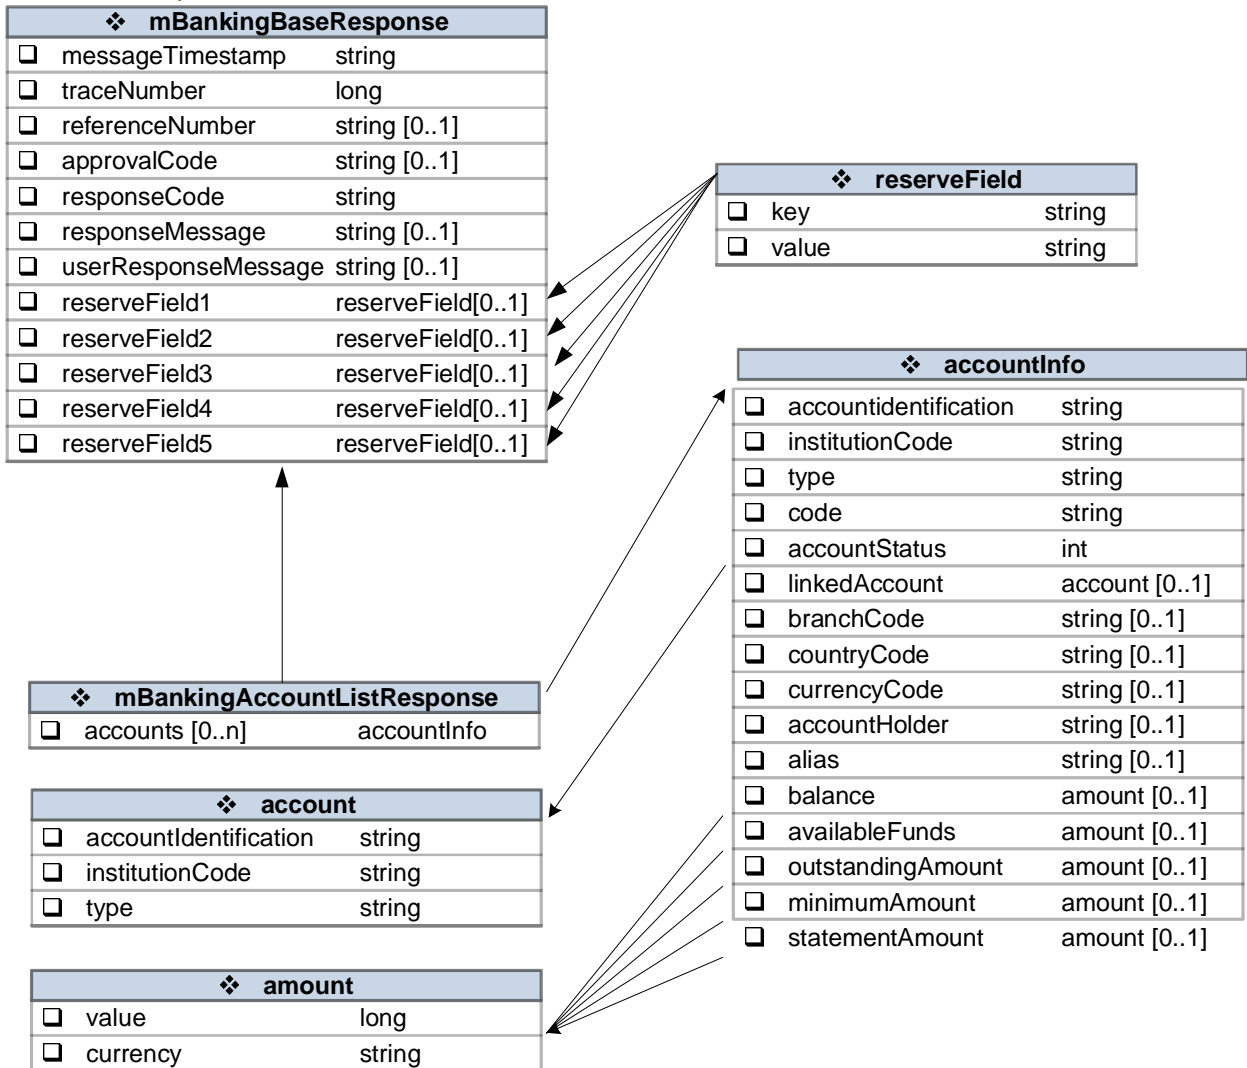 mBankingBaseResponse
messageTimestamp string
traceNumber long
referenceNumber string [0..1]
approvalCode string [0..1]
responseCode string
responseMessage string [0..1]
userResponseMessage string [0..1]
reserveField1 reserveField[0..1]
reserveField2 reserveField[0..1]
reserveField3 reserveField[0..1]
reserveField4 reserveField[0..1]
reserveField5 reserveField[0..1]
reserveField
key string
value string
accountInfo
accountidentification string
institutionCode string
type string
code string
accountStatus int
linkedAccount account [0..1]
branchCode string [0..1]
countryCode string [0..1]
currencyCode string [0..1]
accountHolder string [0..1]
alias string [0..1]
balance amount [0..1]
availableFunds amount [0..1]
outstandingAmount amount [0..1]
minimumAmount amount [0..1]
statementAmount amount [0..1]
mBankingAccountListResponse
accounts [0..n] accountInfo
account
accountIdentification string
institutionCode string
type string
amount
value long
currency string